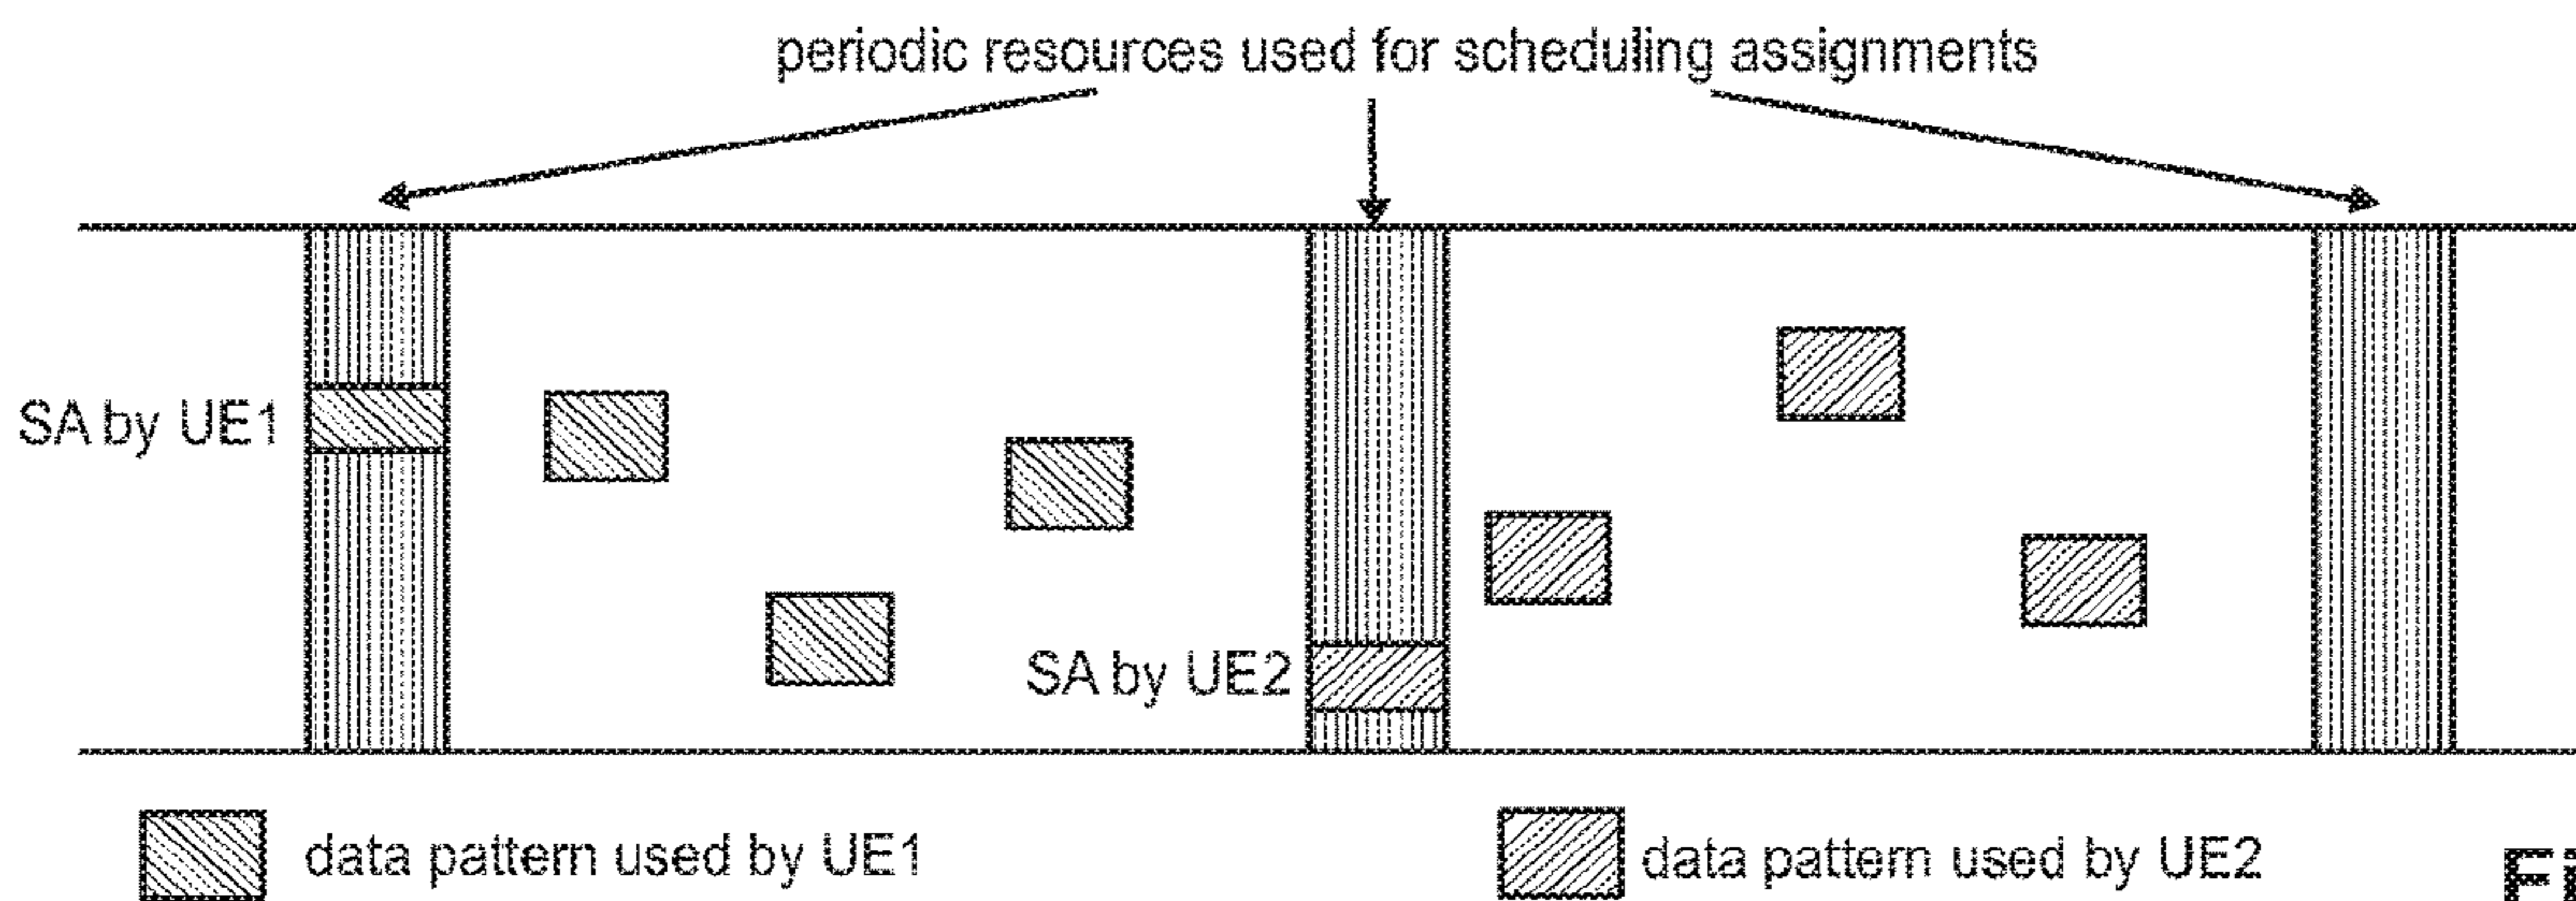 periodic resources used for scheduling assignments
SA by UE1
SA by UE2
data pattern used by UE1
data pattern used by UE2